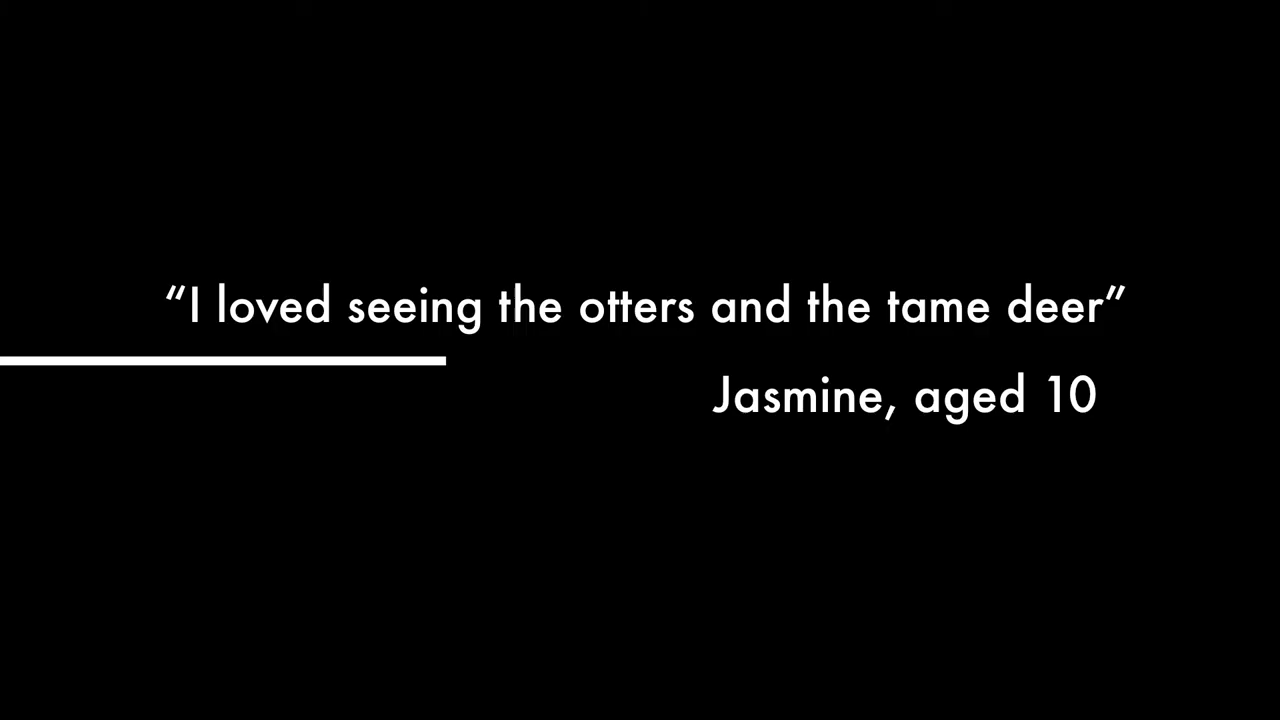 “I loved seeing the otters and the tame deer”
Jasmine, aged 10